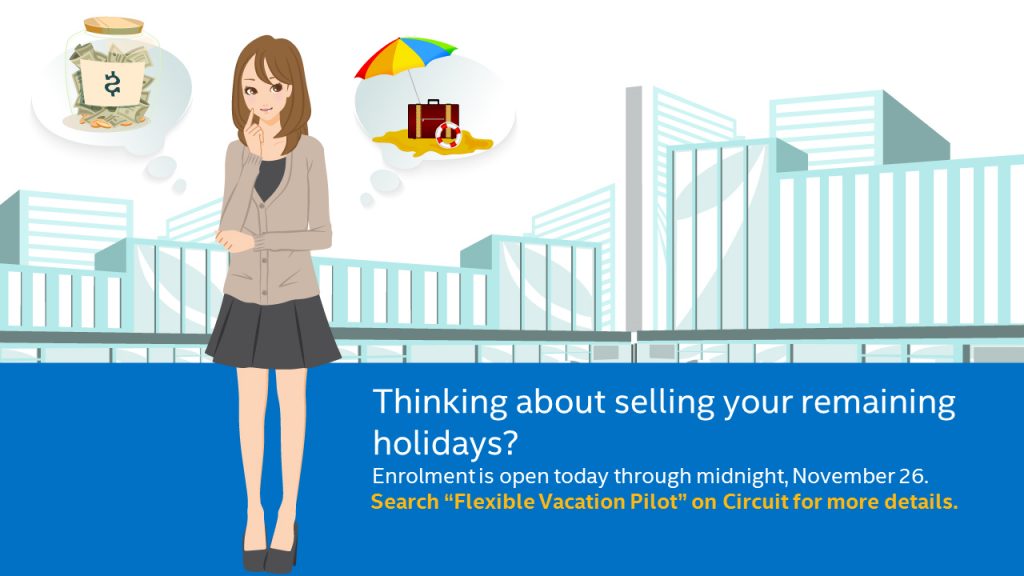 $
Thinking about selling your remaining
holidays?
Enrolment is open today through midnight, November 26.
Search “Flexible Vacation Pilot” on Circuit for more details.